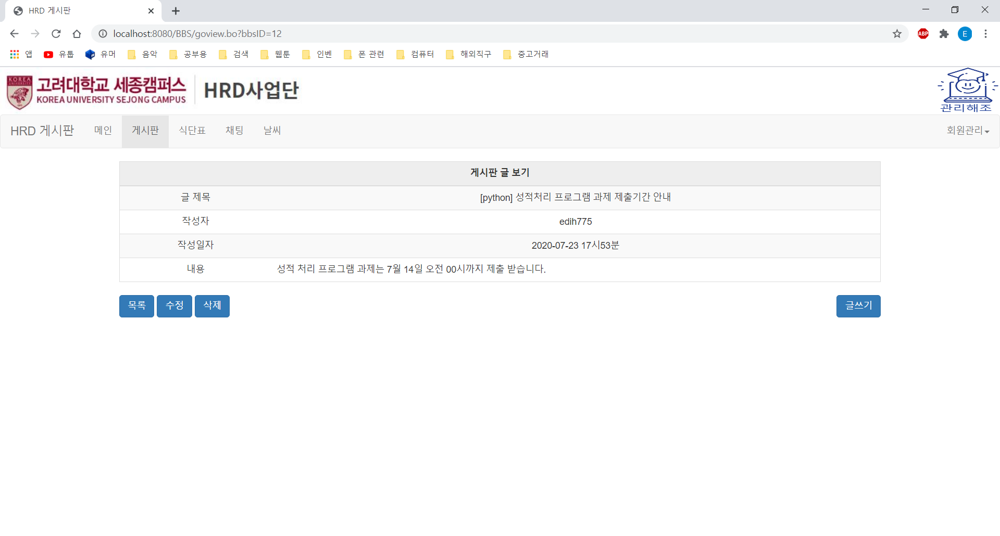 HRD 게시판
localhost:8080/BBS/goview.bo?bbsID=12
ABP
E
앱 유튭 유머 음악 공부용 검색 웹툰 인벤 폰 관련 컴퓨터 해외직구 중고거래
KOREA
고려대학교 세종캠퍼스
KOREA UNIVERSITY SEJONG CAMPUS
HRD사업단
관리해조
HRD 게시판 메인 게시판 식단표 채팅 날씨 회원관리
게시판 글 보기
글 제목 [python] 성적처리 프로그램 과제 제출기간 안내
작성자 edih775
작성일자 2020-07-23 17시53분
내용 성적 처리 프로그램 과제는 7월 14일 오전 00시까지 제출 받습니다.
목록 수정 삭제 글쓰기